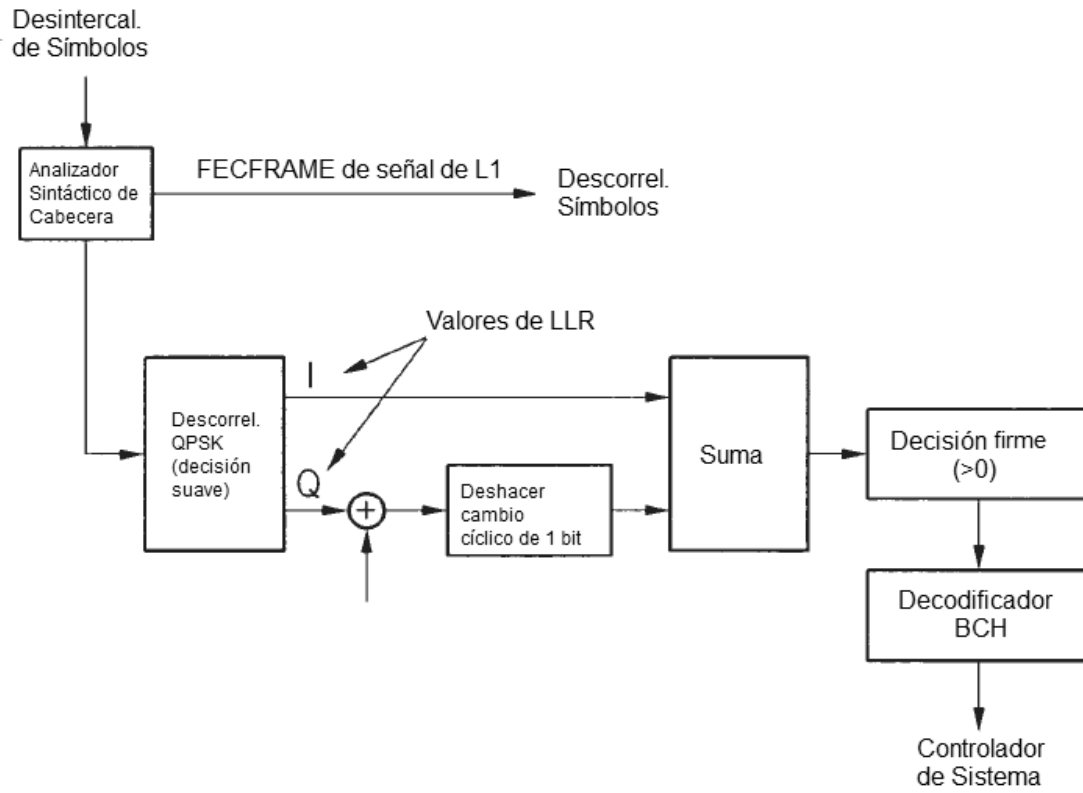 Desintercal.
de Símbolos
Analizador
Sintáctico de
Cabecera
FECFRAME de señal de L1
Descorrel.
Símbolos
Valores de LLR
I
Descorrel.
QPSK
(decisión
suave)
Q
+
Deshacer
cambio
cíclico de 1 bit
Suma
Decisión firme
(>0)
Decodificador
BCH
Controlador
de Sistema